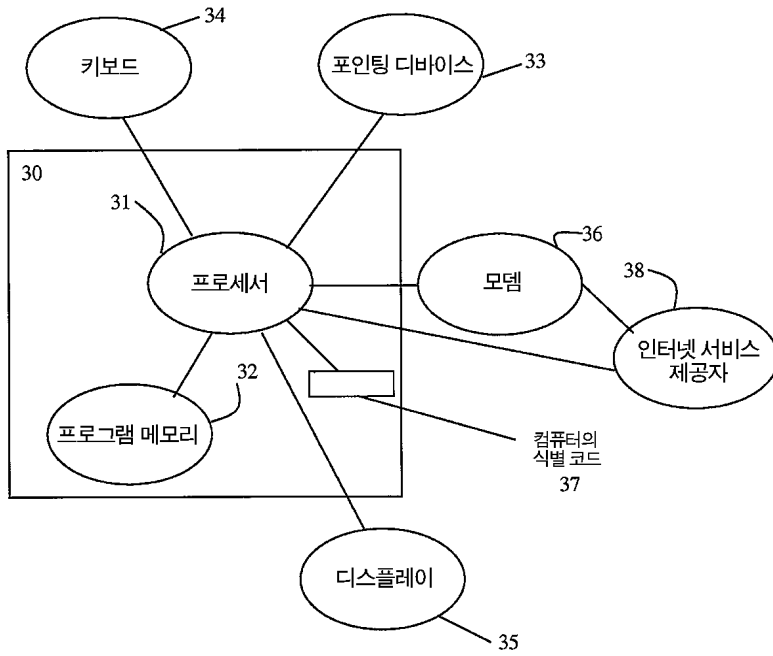 34
키보드
포인팅 디바이스
33
30
31
프로세서
36
모뎀
38
인터넷 서비스
제공자
32
프로그램 메모리
컴퓨터의
식별 코드
37
디스플레이
35